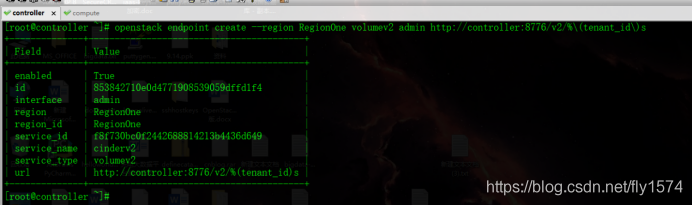 controller
compute
[root@controller ~]# openstack endpoint create --region RegionOne volumev2 admin http://controller:8776/v2/%\(tenant_id\)s
| Field | Value |
| enabled | True |
| id | 853842710e0d4771908539059dffd1f4 |
| interface | admin |
| region | RegionOne |
| region_id | RegionOne |
| service_id | f8f730bc0f2442688814213b4436d649 |
| service_name | cinderv2 |
| service_type | volumev2 |
| url | http://controller:8776/v2/%(tenant_id)s |
[root@controller ~]#
https://blog.csdn.net/fly1574